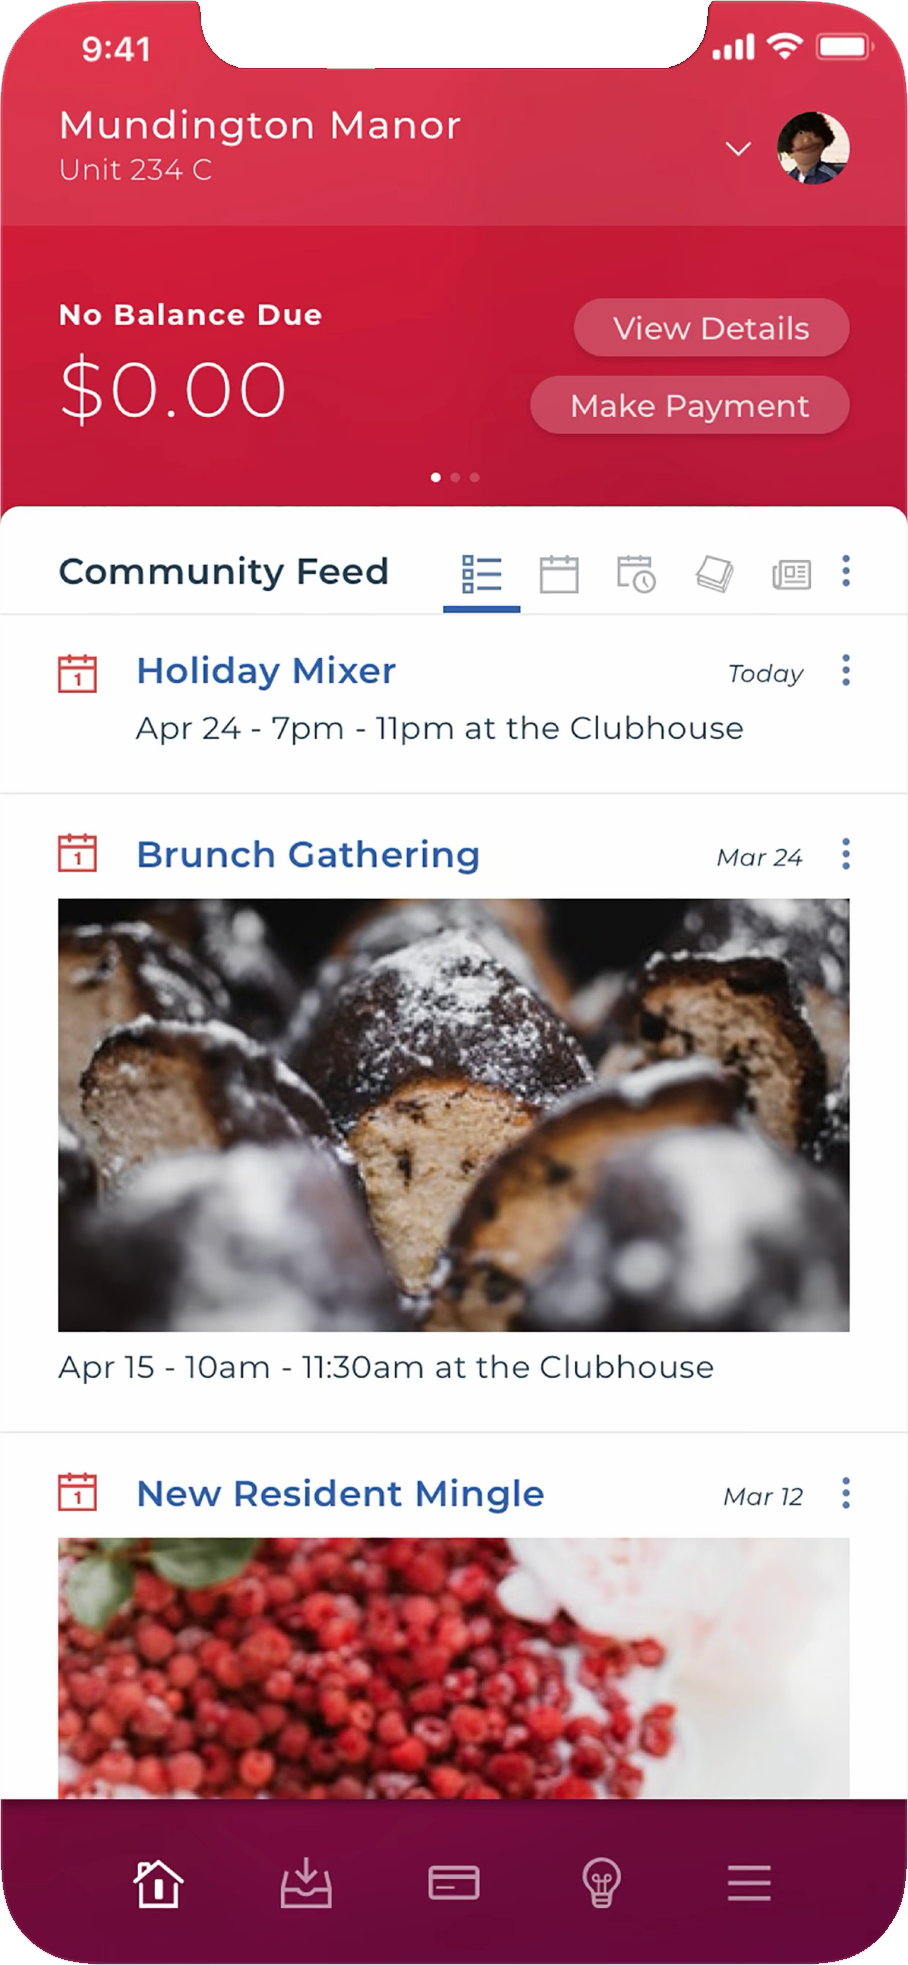 9:41
Mundington Manor
Unit 234 C
No Balance Due
$0.00
View Details
Make Payment
Community Feed
1 Holiday Mixer Today
Apr 24 - 7pm - 11pm at the Clubhouse
1 Brunch Gathering Mar 24
Apr 15 - 10am - 11:30am at the Clubhouse
1 New Resident Mingle Mar 12